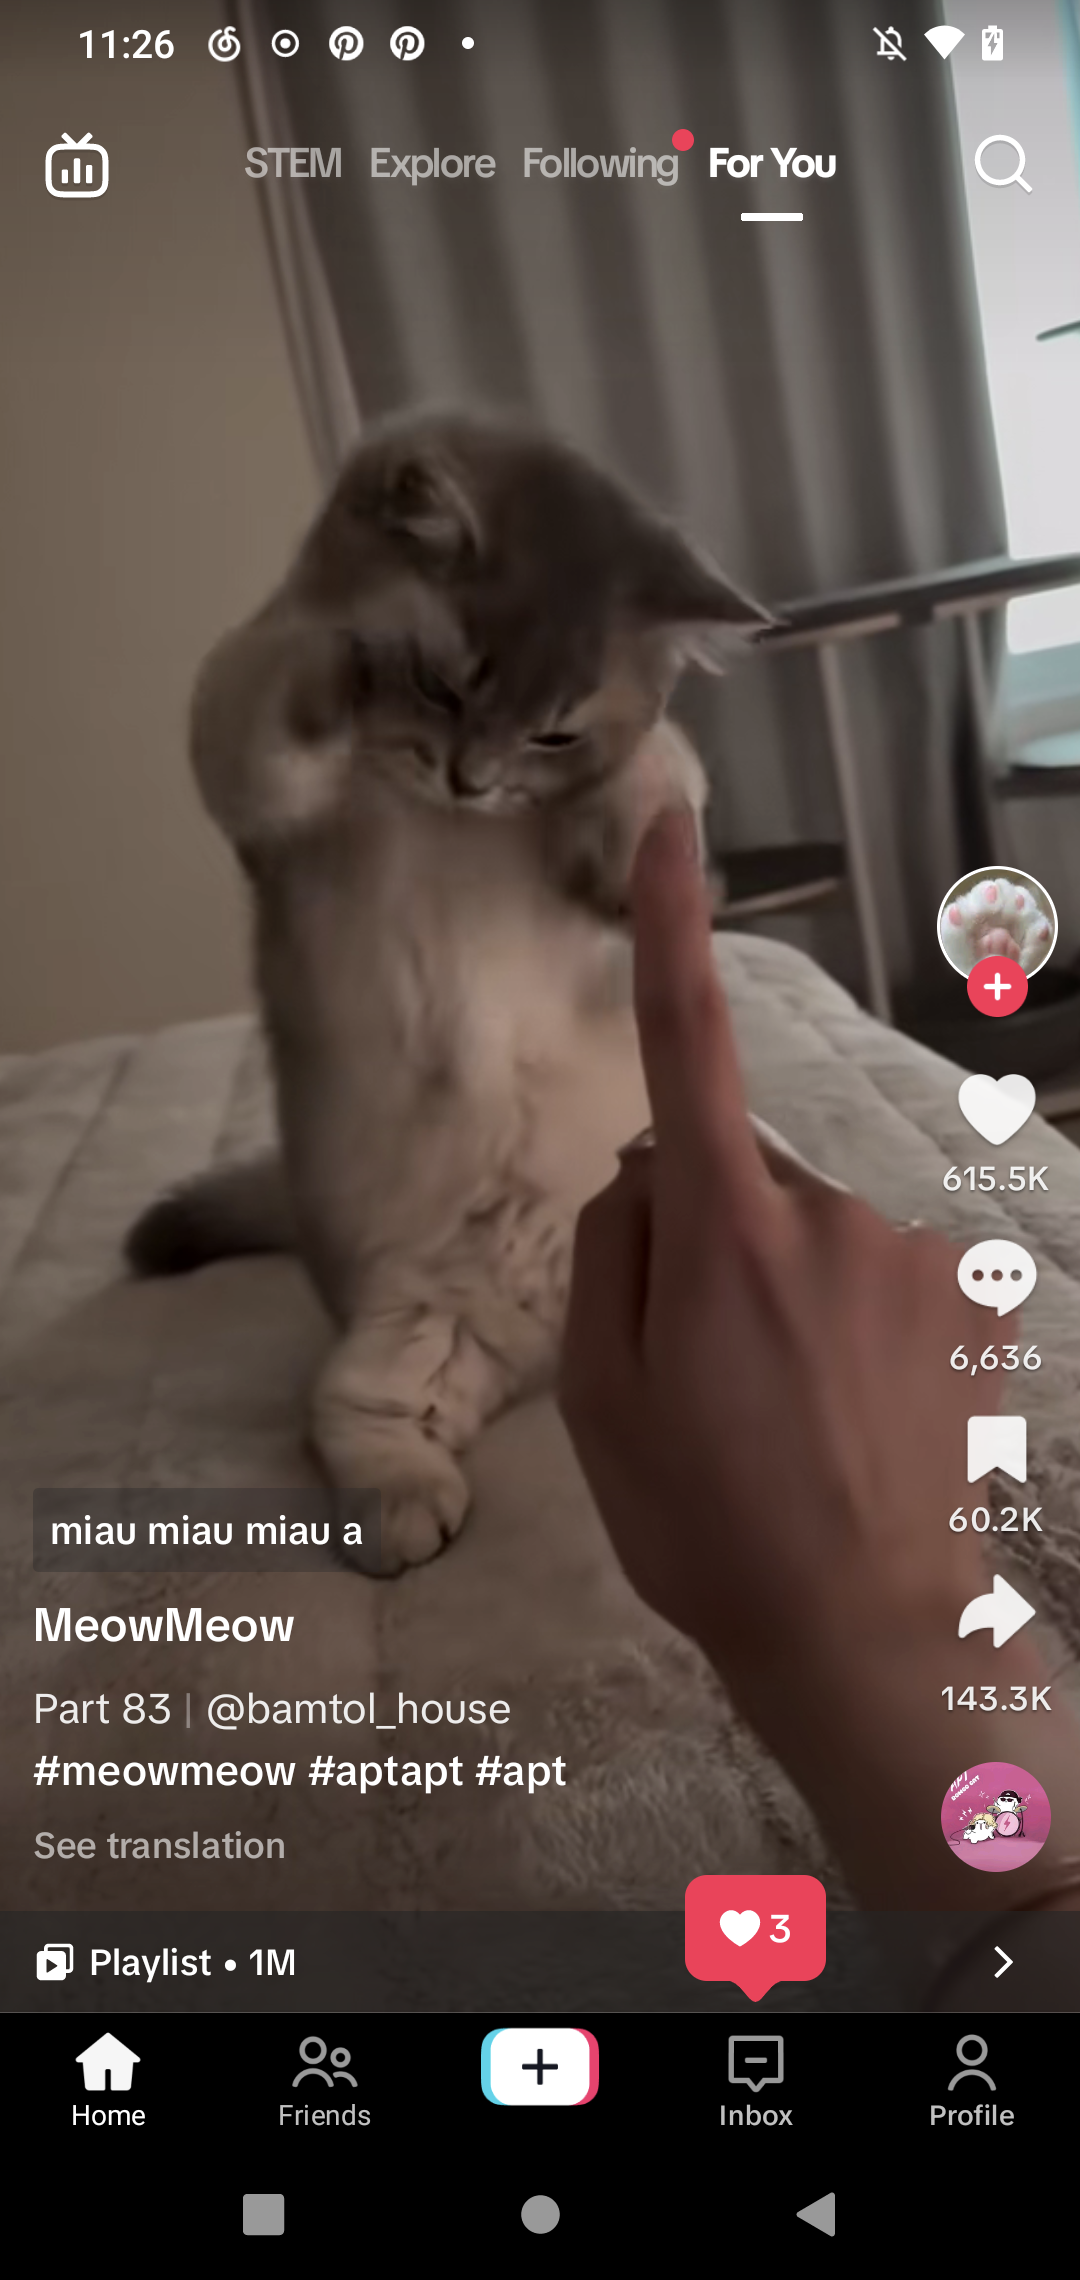 11:26
STEM Explore Following For You
615.5K
6,636
60.2K
143.3K
miau miau miau a
MeowMeow
Part 83 | @bamtol_house
#meowmeow #aptapt #apt
See translation
Playlist • 1M
3
Home Friends Inbox Profile